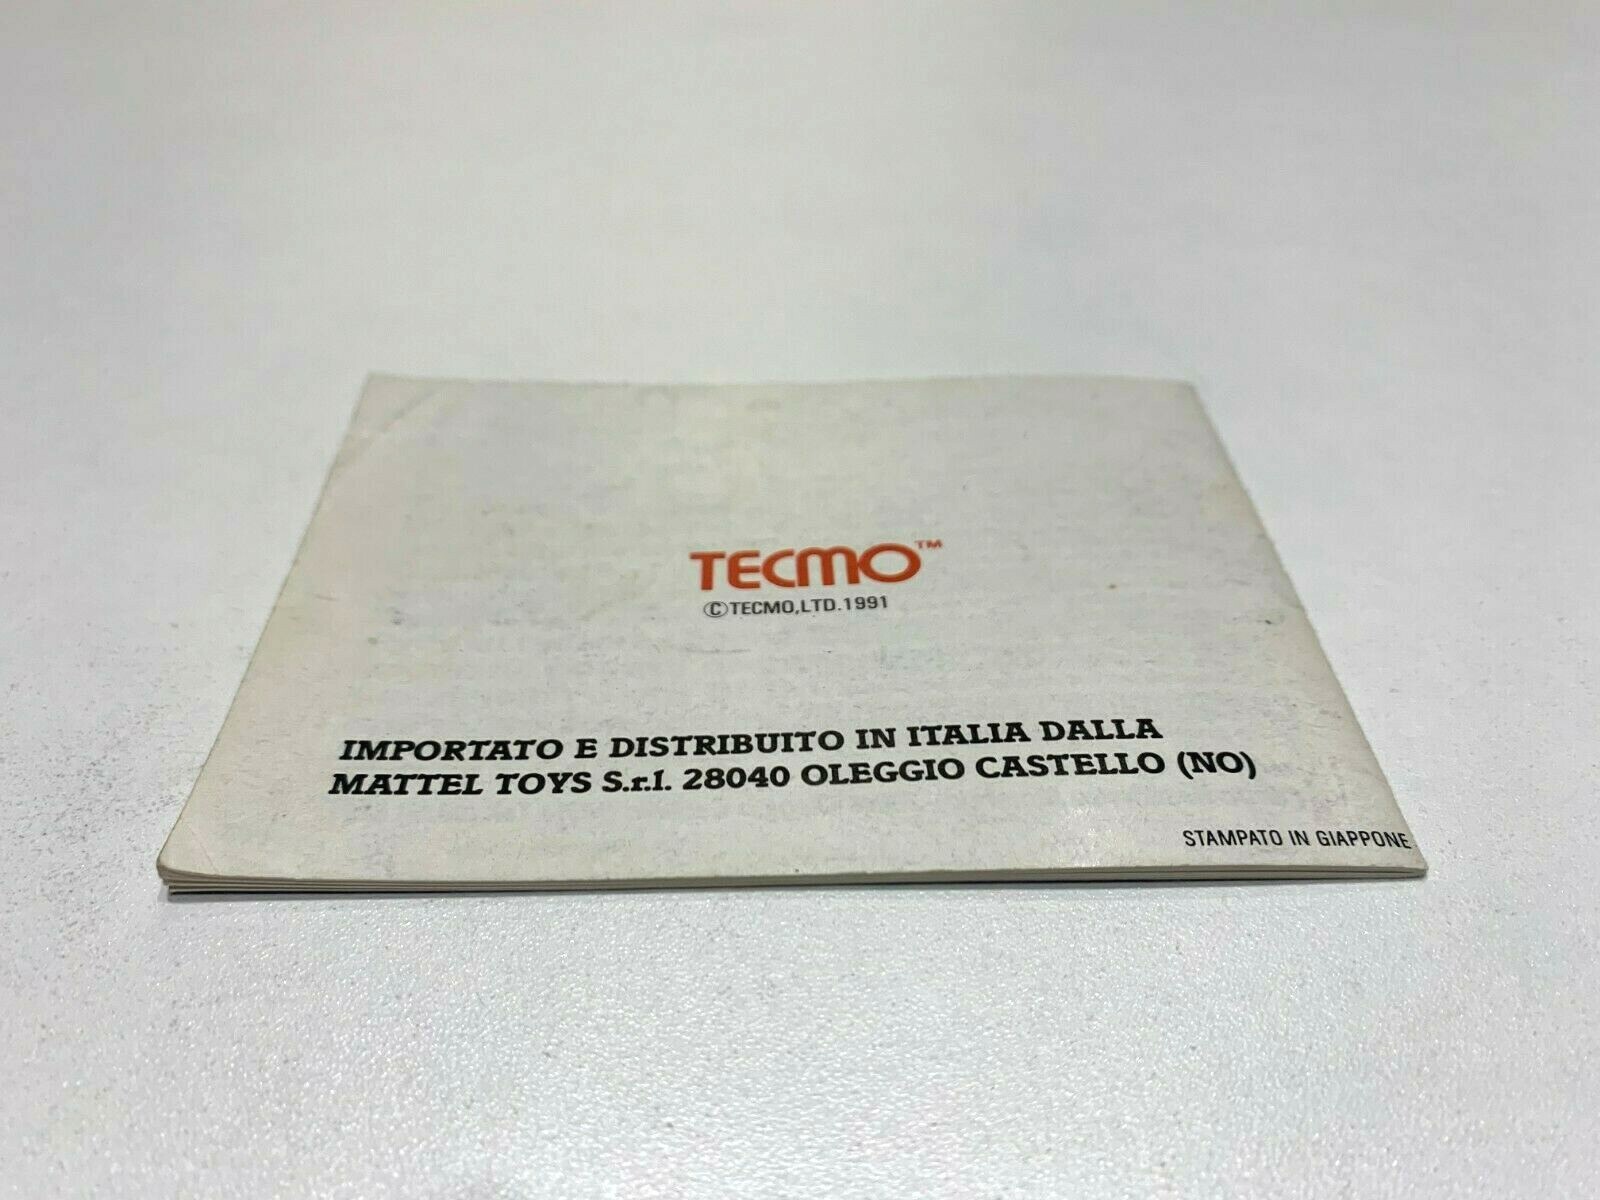 TECMO™
©TECMO,LTD.1991
IMPORTATO E DISTRIBUITO IN ITALIA DALLA
MATTEL TOYS S.r.l. 28040 OLEGGIO CASTELLO (NO)
STAMPATO IN GIAPPONE